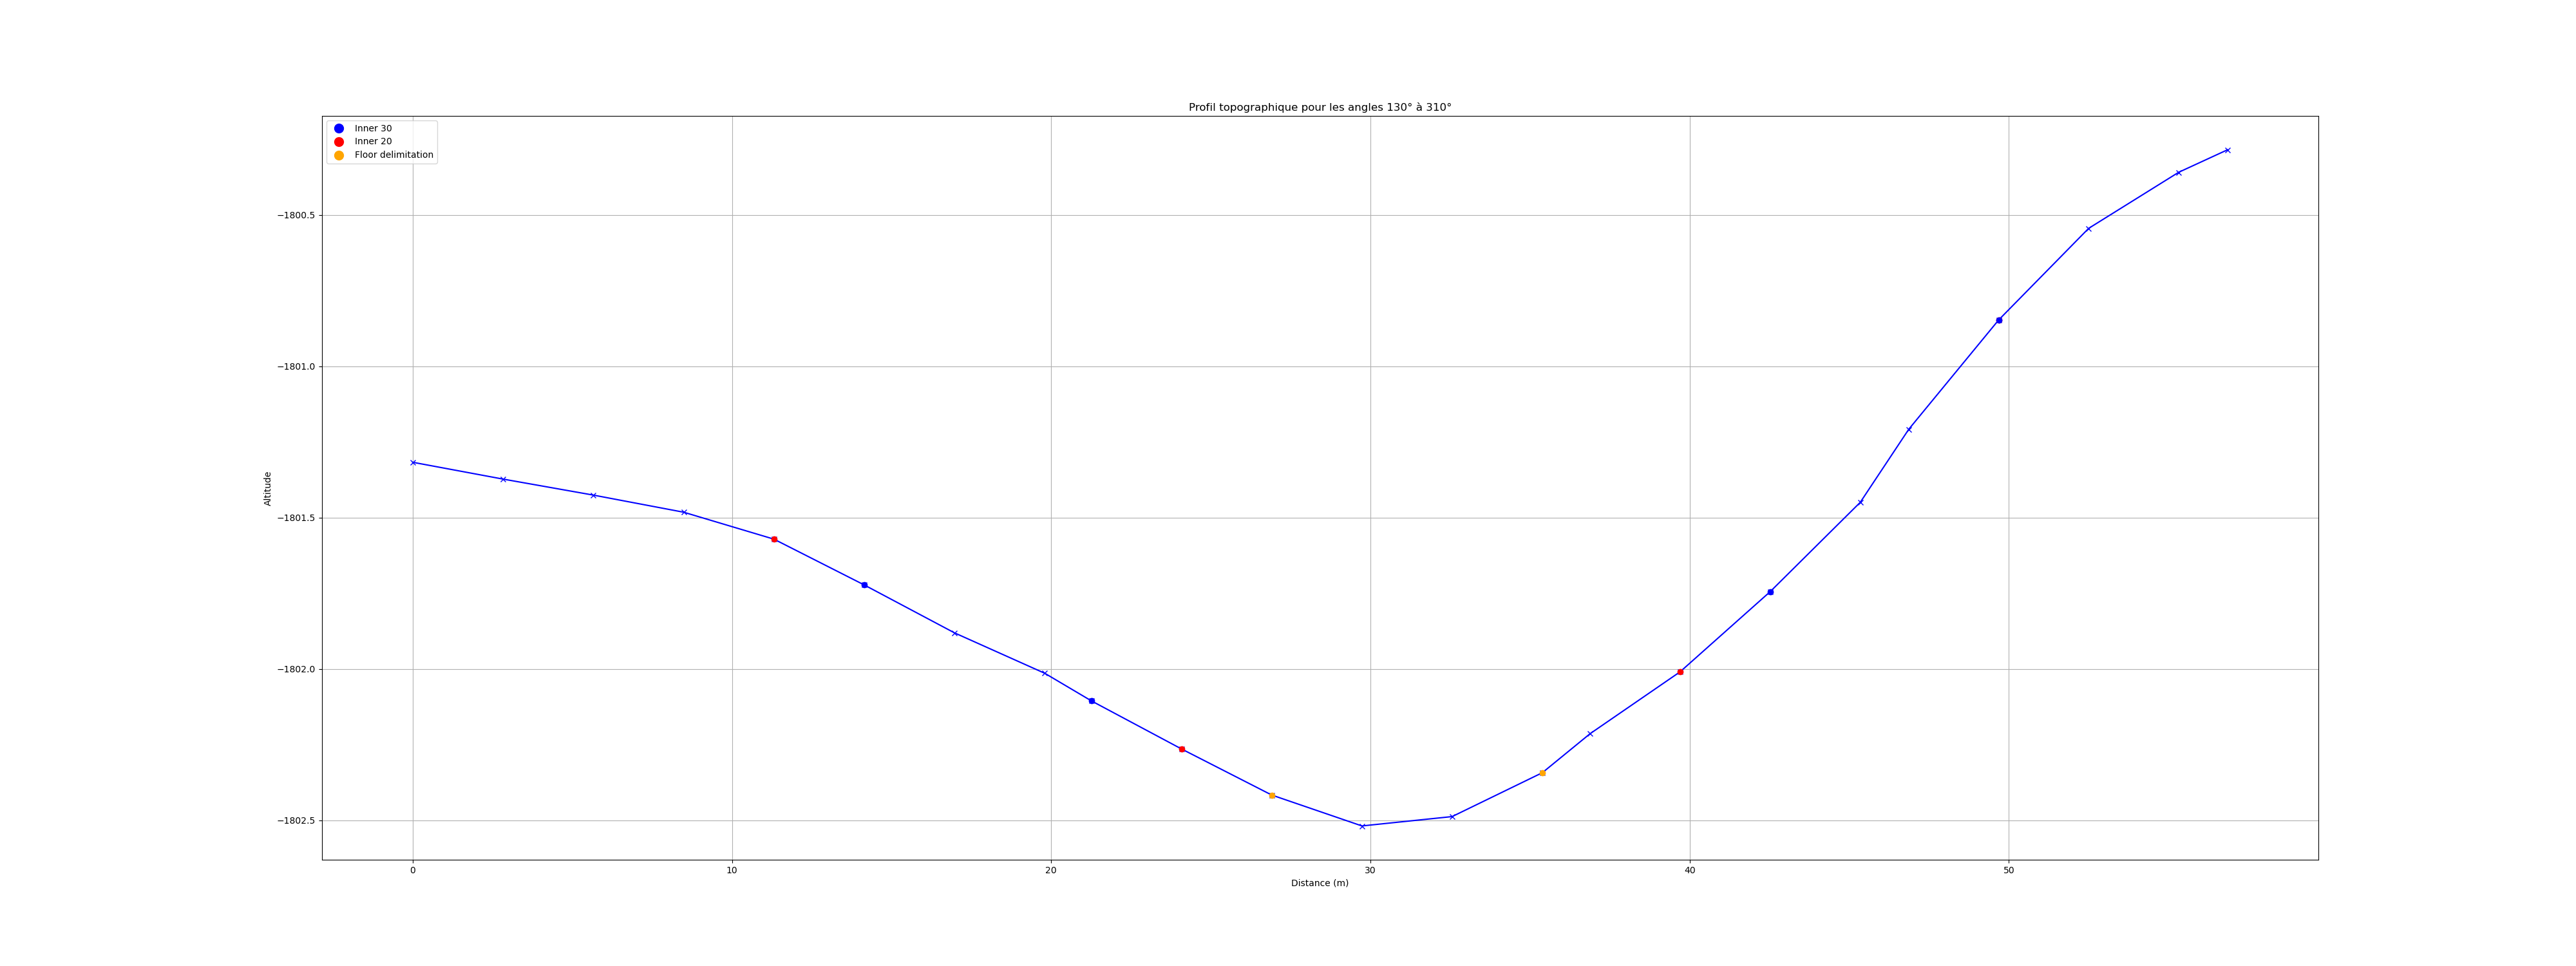 Profil topographique pour les angles 130° à 310°
Inner 30
Inner 20
Floor delimitation
Altitude
−1800.5
−1801.0
−1801.5
−1802.0
−1802.5
0 10 20 30 40 50
Distance (m)